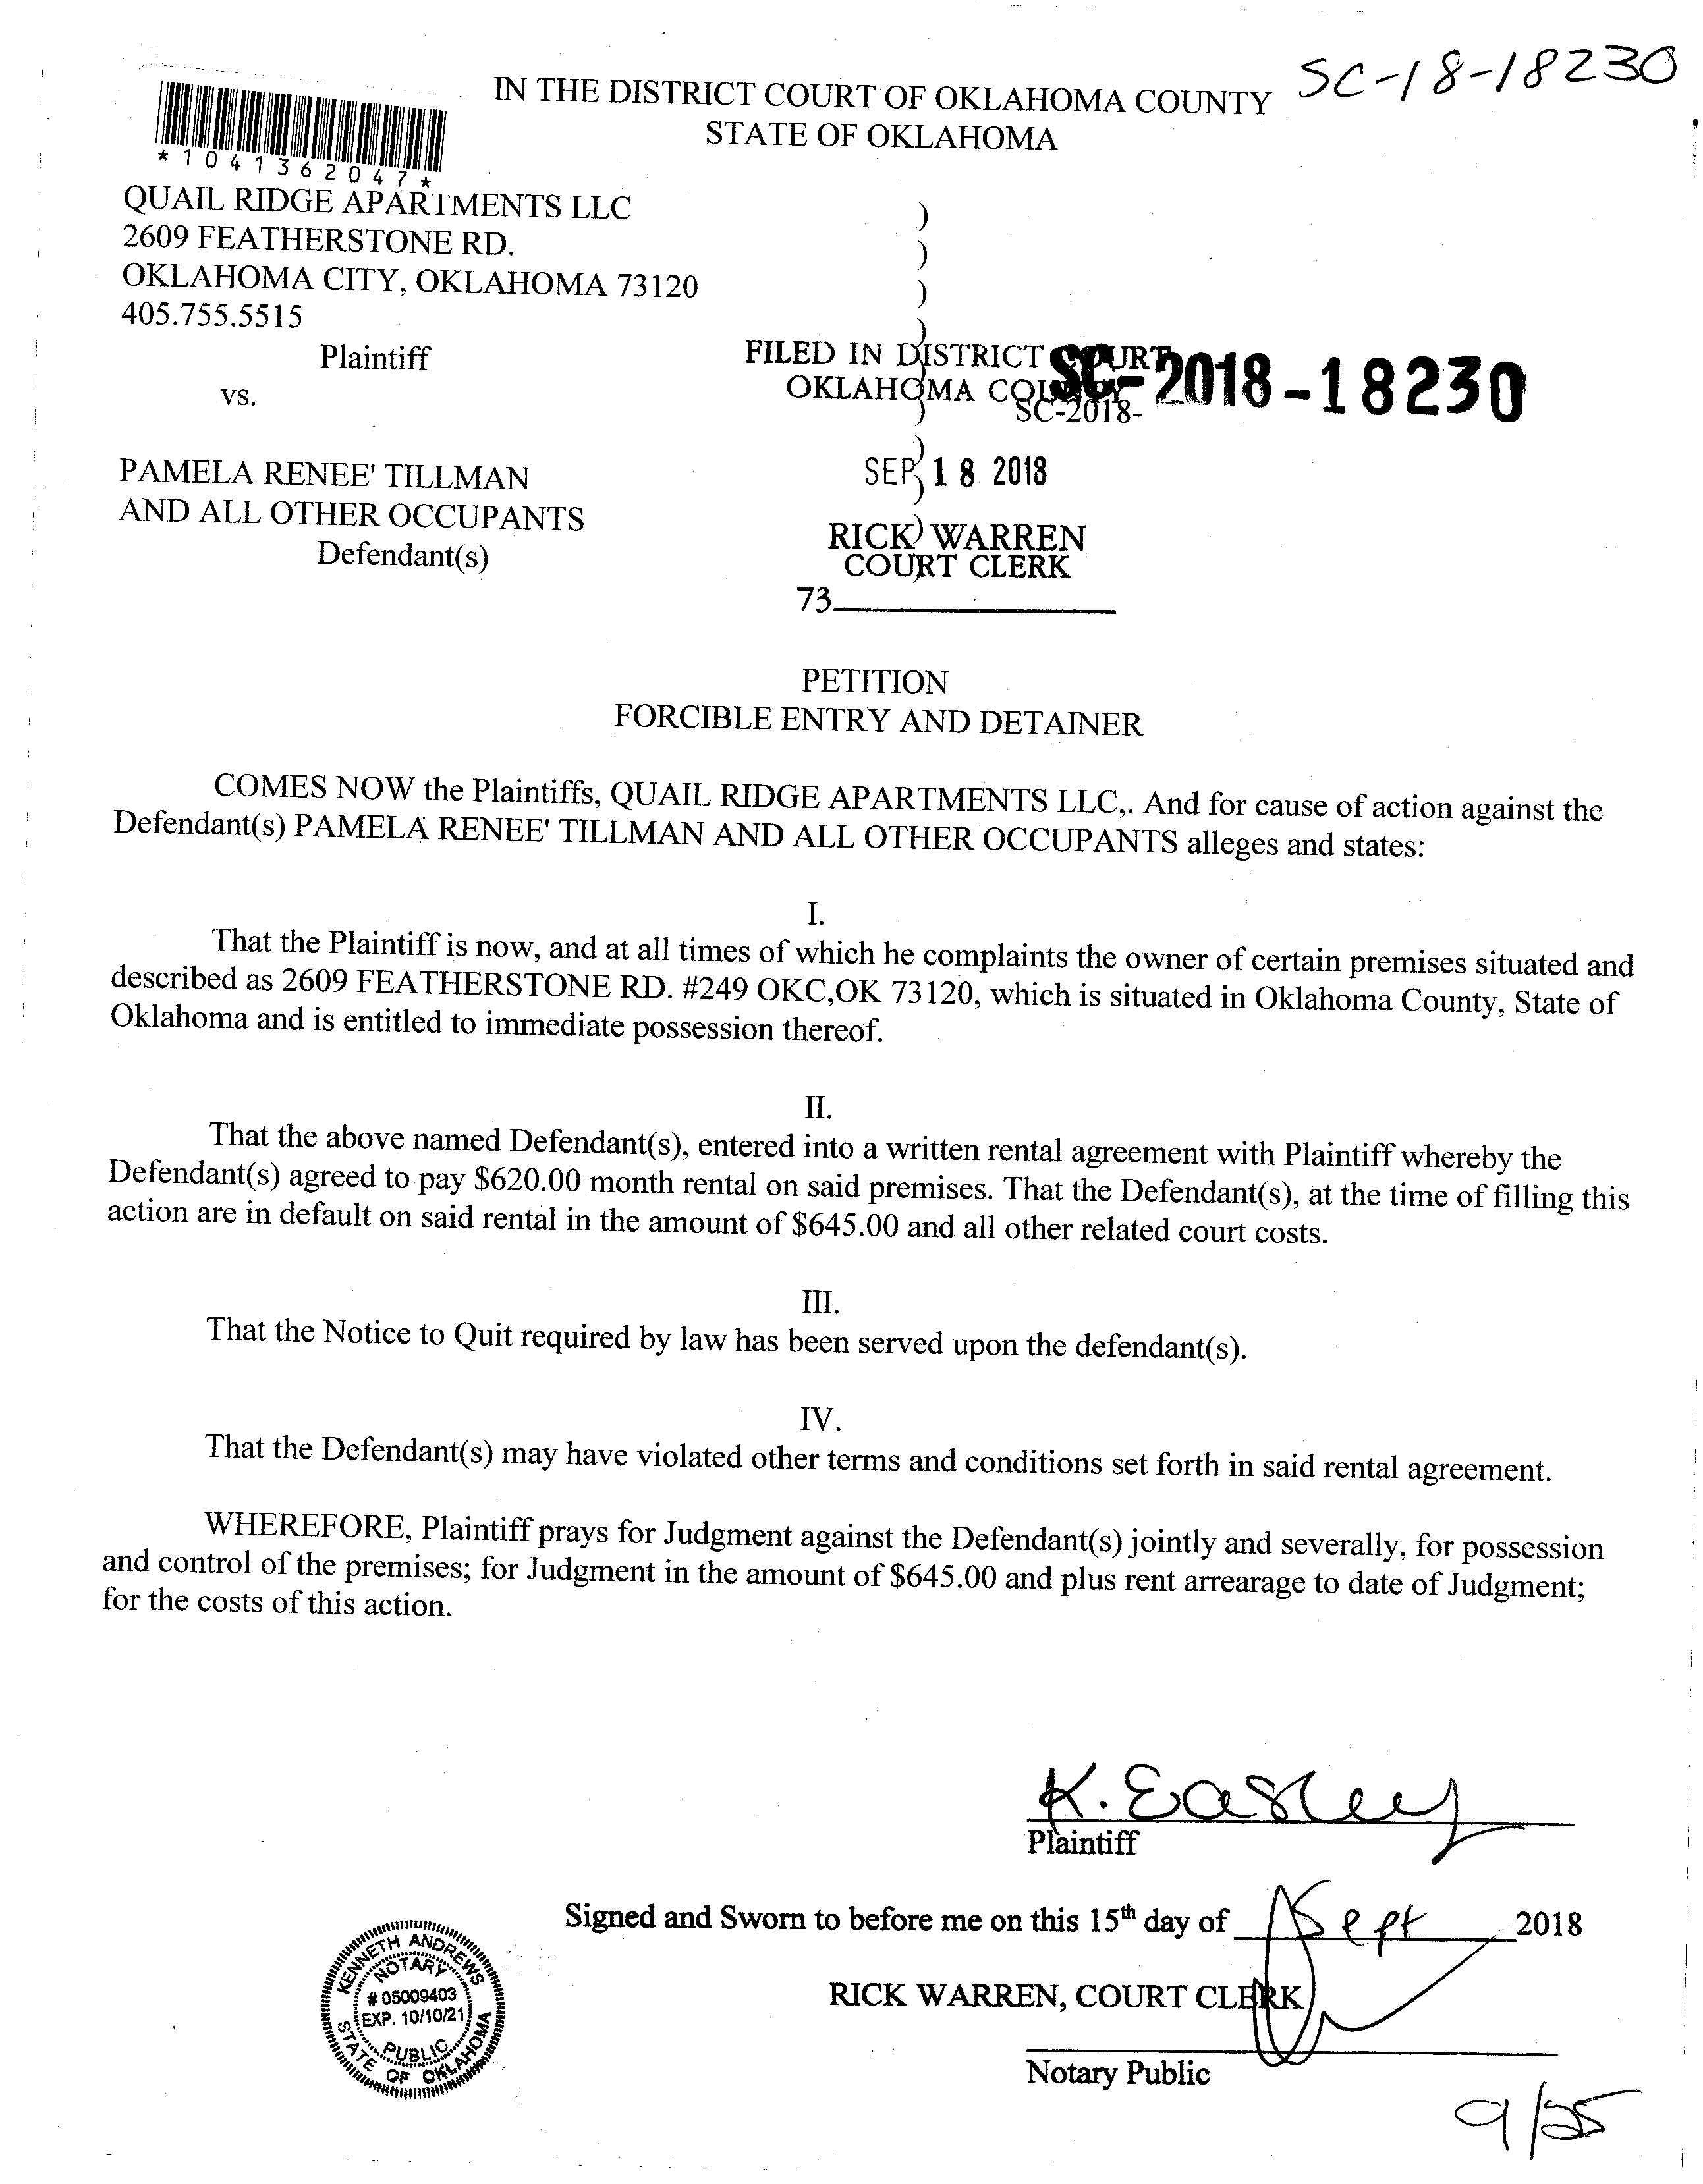 SC-18-18230
IN THE DISTRICT COURT OF OKLAHOMA COUNTY
STATE OF OKLAHOMA
*1041362047*
QUAIL RIDGE APARTMENTS LLC )
2609 FEATHERSTONE RD. )
OKLAHOMA CITY, OKLAHOMA 73120 )
405.755.5515 )
Plaintiff
FILED IN DISTRICT COURT
vs.
OKLAHOMA COUNTY
SC-2018-18230
SC-2018-
)
PAMELA RENEE' TILLMAN )
SEP 18 2018
AND ALL OTHER OCCUPANTS )
Defendant(s) )
RICK WARREN
COURT CLERK
73
PETITION
FORCIBLE ENTRY AND DETAINER
COMES NOW the Plaintiffs, QUAIL RIDGE APARTMENTS LLC,. And for cause of action against the
Defendant(s) PAMELA RENEE' TILLMAN AND ALL OTHER OCCUPANTS alleges and states:
I.
That the Plaintiff is now, and at all times of which he complaints the owner of certain premises situated and
described as 2609 FEATHERSTONE RD. #249 OKC,OK 73120, which is situated in Oklahoma County, State of
Oklahoma and is entitled to immediate possession thereof.
II.
That the above named Defendant(s), entered into a written rental agreement with Plaintiff whereby the
Defendant(s) agreed to pay $620.00 month rental on said premises. That the Defendant(s), at the time of filling this
action are in default on said rental in the amount of $645.00 and all other related court costs.
III.
That the Notice to Quit required by law has been served upon the defendant(s).
IV.
That the Defendant(s) may have violated other terms and conditions set forth in said rental agreement.
WHEREFORE, Plaintiff prays for Judgment against the Defendant(s) jointly and severally, for possession
and control of the premises; for Judgment in the amount of $645.00 and plus rent arrearage to date of Judgment;
for the costs of this action.
K. Easley
Plaintiff
Signed and Sworn to before me on this 15th day of Sept 2018
RICK WARREN, COURT CLERK
Notary Public
KENNETH ANDREWS
NOTARY
# 05009403
EXP. 10/10/21
PUBLIC
STATE OF OKLAHOMA
9/25